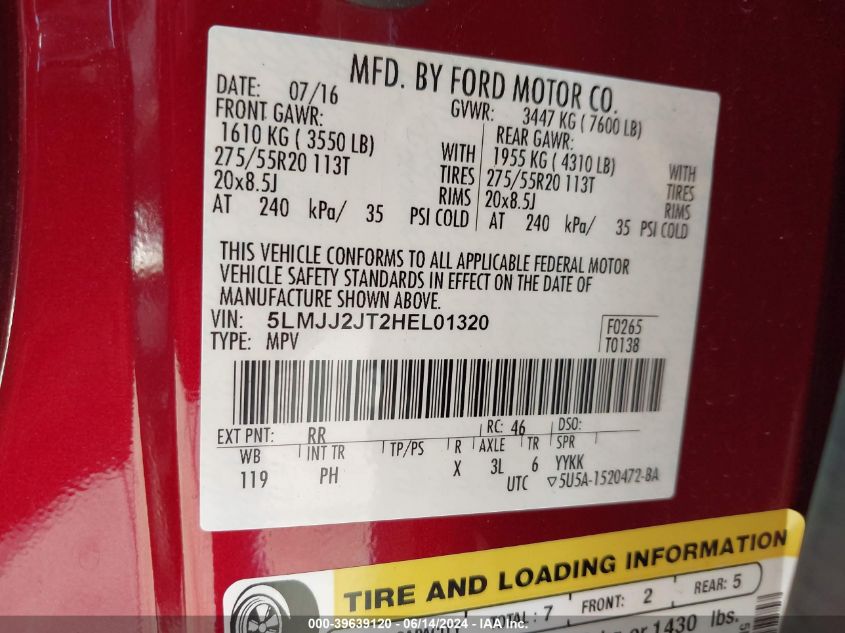 MFD. BY FORD MOTOR CO.
DATE: 07/16 GVWR: 3447 KG ( 7600 LB)
FRONT GAWR: REAR GAWR:
1610 KG ( 3550 LB) WITH 1955 KG ( 4310 LB) WITH
275/55R20 113T TIRES 275/55R20 113T TIRES
20x8.5J RIMS 20x8.5J RIMS
AT 240 kPa/ 35 PSI COLD AT 240 kPa/ 35 PSI COLD
THIS VEHICLE CONFORMS TO ALL APPLICABLE FEDERAL MOTOR
VEHICLE SAFETY STANDARDS IN EFFECT ON THE DATE OF
MANUFACTURE SHOWN ABOVE.
VIN: 5LMJJ2JT2HEL01320 F0265
TYPE: MPV T0138
EXT PNT: RR RC: 46 DSO:
WB INT TR TP/PS R AXLE TR SPR
119 PH X 3L 6 YYKK
UTC ▽5U5A-1520472-BA
TIRE AND LOADING INFORMATION
TOTAL : 7 FRONT: 2 REAR: 5
or 1430 lbs.
000-39639120 - 06/14/2024 - IAA Inc.